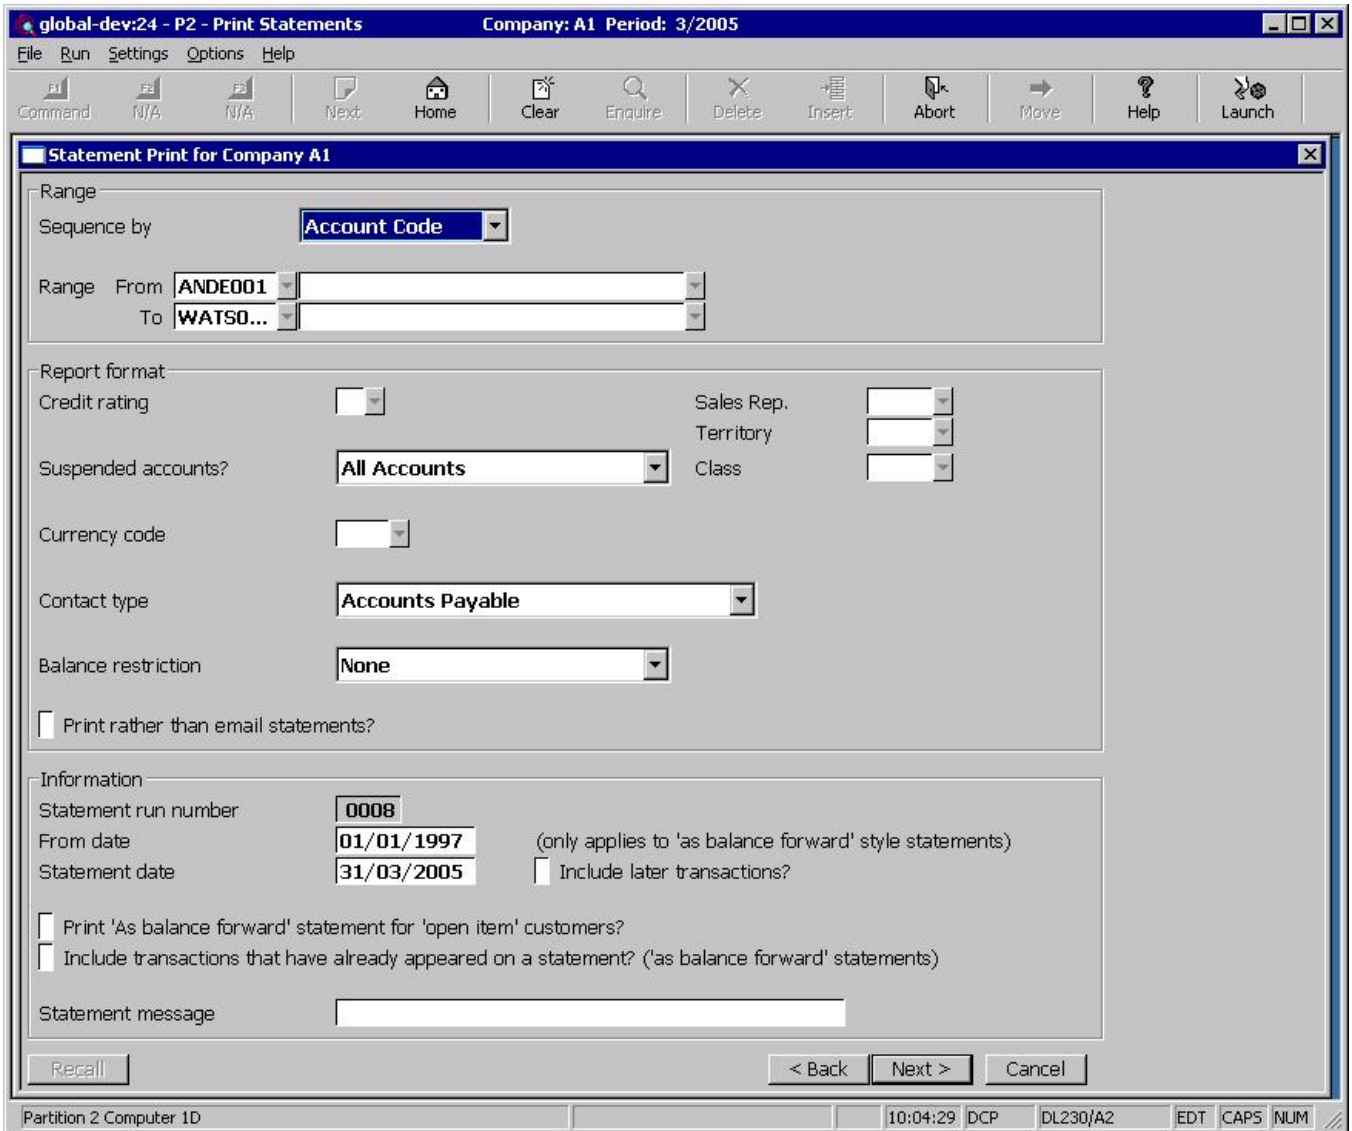 global-dev:24 - P2 - Print Statements Company: A1 Period: 3/2005
File Run Settings Options Help
F1 F2 F3
Command N/A N/A Next Home Clear Enquire Delete Insert Abort Move Help Launch
Statement Print for Company A1
Range
Sequence by Account Code
Range From ANDE001
To WATS0...
Report format
Credit rating Sales Rep.
Territory
Suspended accounts? All Accounts Class
Currency code
Contact type Accounts Payable
Balance restriction None
Print rather than email statements?
Information
Statement run number 0008
From date 01/01/1997 (only applies to 'as balance forward' style statements)
Statement date 31/03/2005 Include later transactions?
Print 'As balance forward' statement for 'open item' customers?
Include transactions that have already appeared on a statement? ('as balance forward' statements)
Statement message
Recall < Back Next > Cancel
Partition 2 Computer 1D 10:04:29 DCP DL230/A2 EDT CAPS NUM